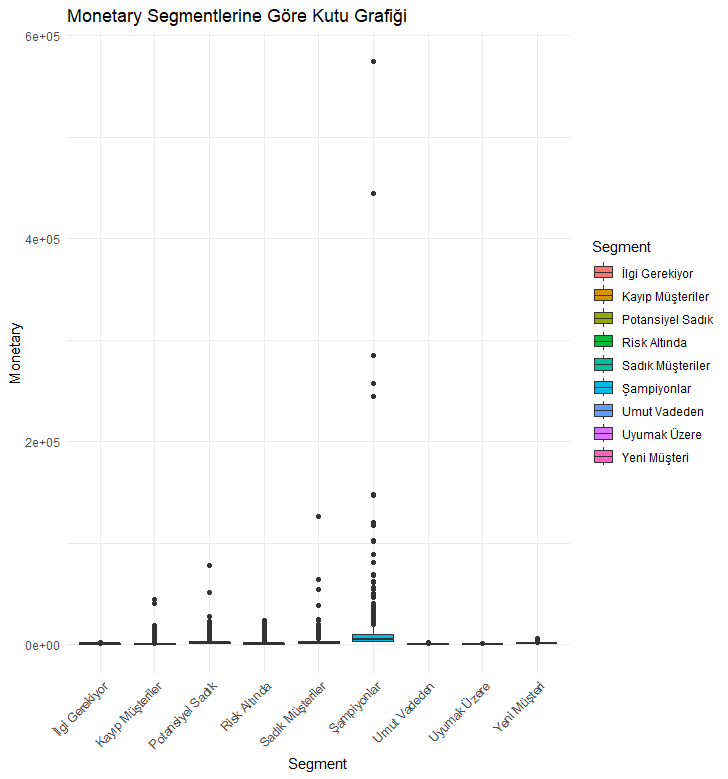 Monetary Segmentlerine Göre Kutu Grafiği
6e+05
4e+05
2e+05
0e+00
Monetary
İlgi Gerekiyor
Kayıp Müşteriler
Potansiyel Sadık
Risk Altında
Sadık Müşteriler
Şampiyonlar
Umut Vadeden
Uyumak Üzere
Yeni Müşteri
Segment
Segment
İlgi Gerekiyor
Kayıp Müşteriler
Potansiyel Sadık
Risk Altında
Sadık Müşteriler
Şampiyonlar
Umut Vadeden
Uyumak Üzere
Yeni Müşteri